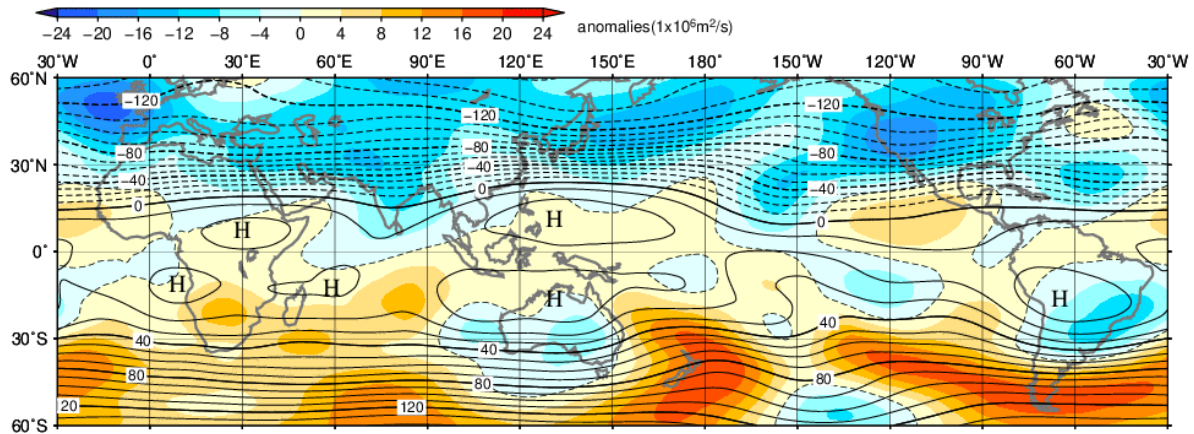 −24 −20 −16 −12 −8 −4 0 4 8 12 16 20 24
anomalies(1x10⁶m²/s)
30˚W 0˚ 30˚E 60˚E 90˚E 120˚E 150˚E 180˚ 150˚W 120˚W 90˚W 60˚W 30˚W
60˚N
−120 −120 −120
30˚N −80 −80 −80
−40 −40 −40
0 0 0
H H
0˚
H H H H
30˚S 40 40 40
80 80 80
20 120
60˚S